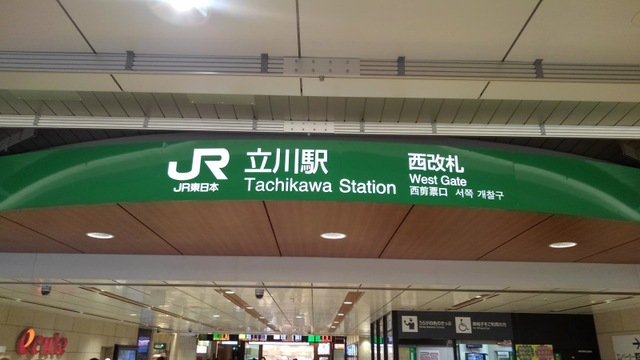 JR 立川駅 西改札
JR東日本 Tachikawa Station West Gate
西剪票口 서쪽 개찰구
ecute